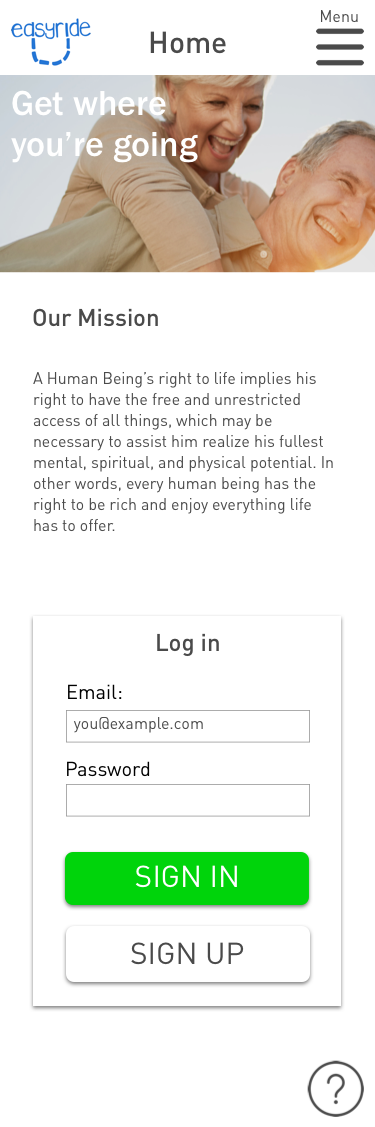 easyride
Home
Menu
Get where
you’re going
Our Mission
A Human Being’s right to life implies his
right to have the free and unrestricted
access of all things, which may be
necessary to assist him realize his fullest
mental, spiritual, and physical potential. In
other words, every human being has the
right to be rich and enjoy everything life
has to offer.
Log in
Email:
you@example.com
Password
SIGN IN
SIGN UP
?